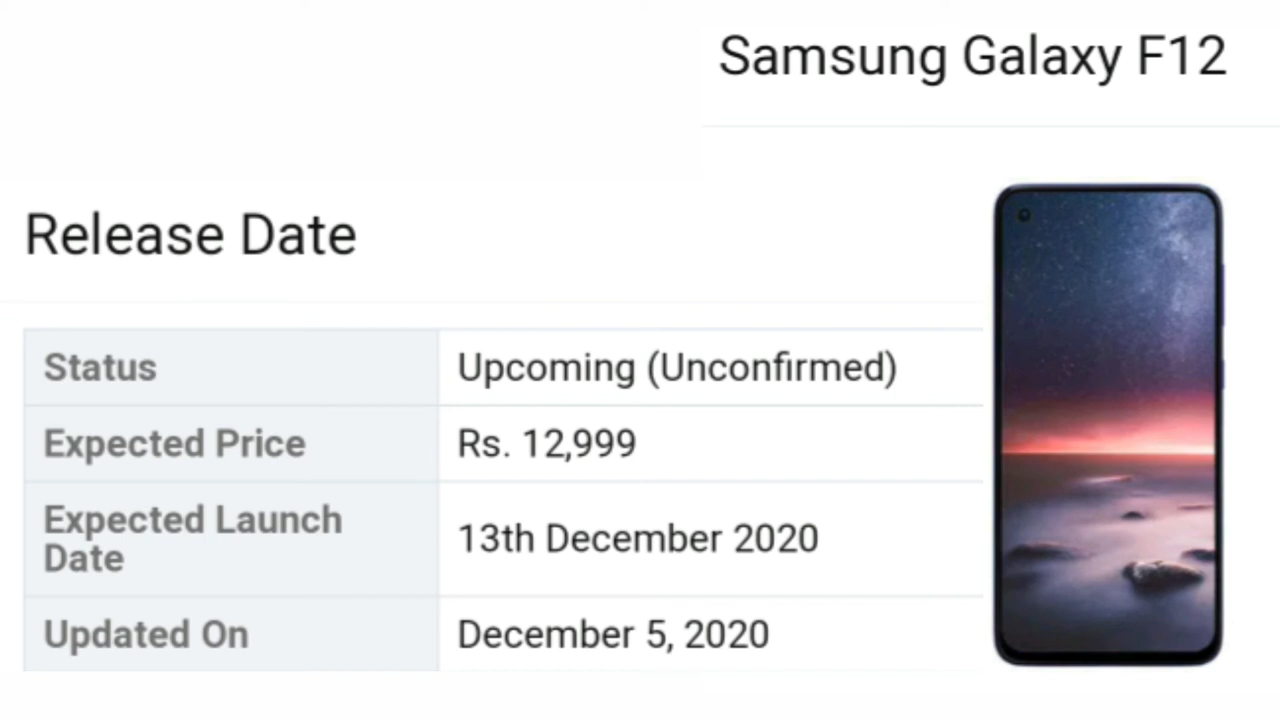 Samsung Galaxy F12
Release Date
Status
Upcoming (Unconfirmed)
Expected Price
Rs. 12,999
Expected Launch
Date
13th December 2020
Updated On
December 5, 2020